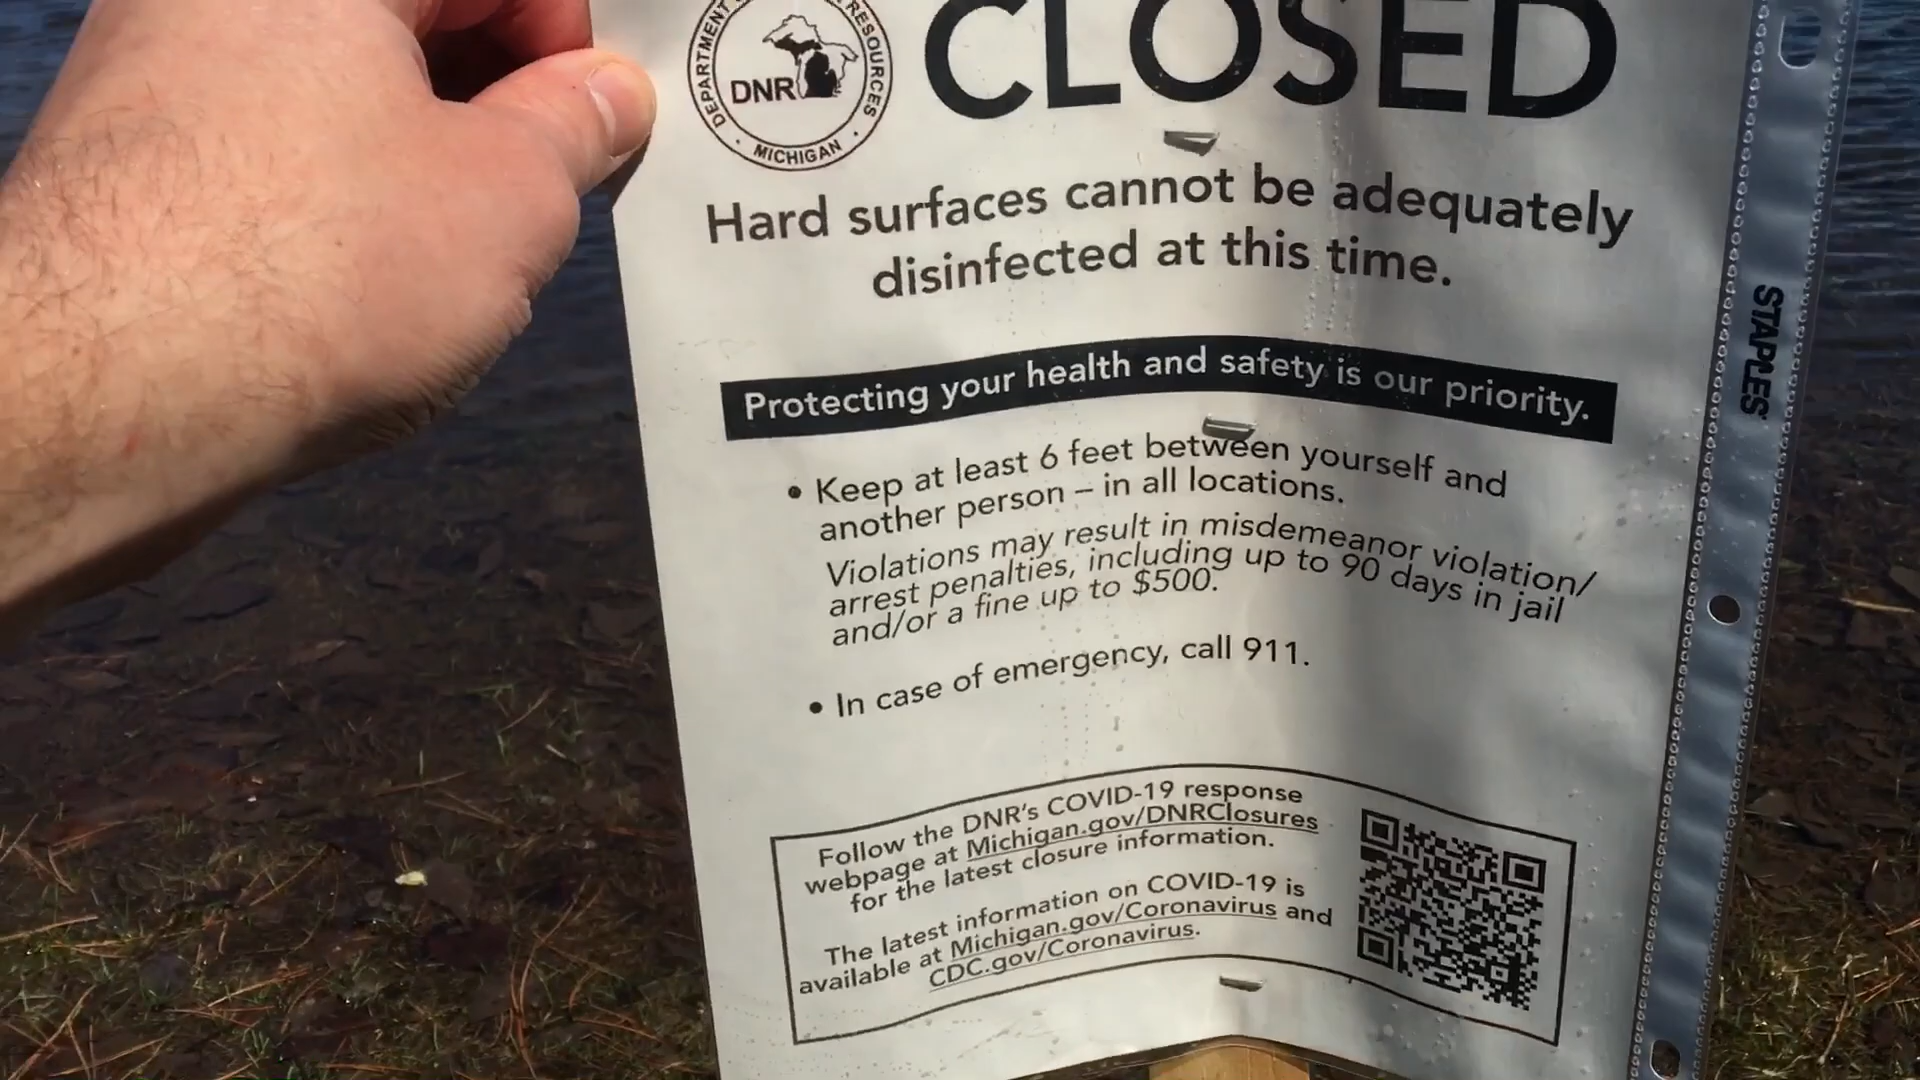 DEPARTMENT RESOURCES
DNR
MICHIGAN
CLOSED
Hard surfaces cannot be adequately
disinfected at this time.
Protecting your health and safety is our priority.
• Keep at least 6 feet between yourself and
another person – in all locations.
Violations may result in misdemeanor violation/
arrest penalties, including up to 90 days in jail
and/or a fine up to $500.
• In case of emergency, call 911.
Follow the DNR's COVID-19 response
webpage at Michigan.gov/DNRClosures
for the latest closure information.
The latest information on COVID-19 is
available at Michigan.gov/Coronavirus and
CDC.gov/Coronavirus.
STAPLES